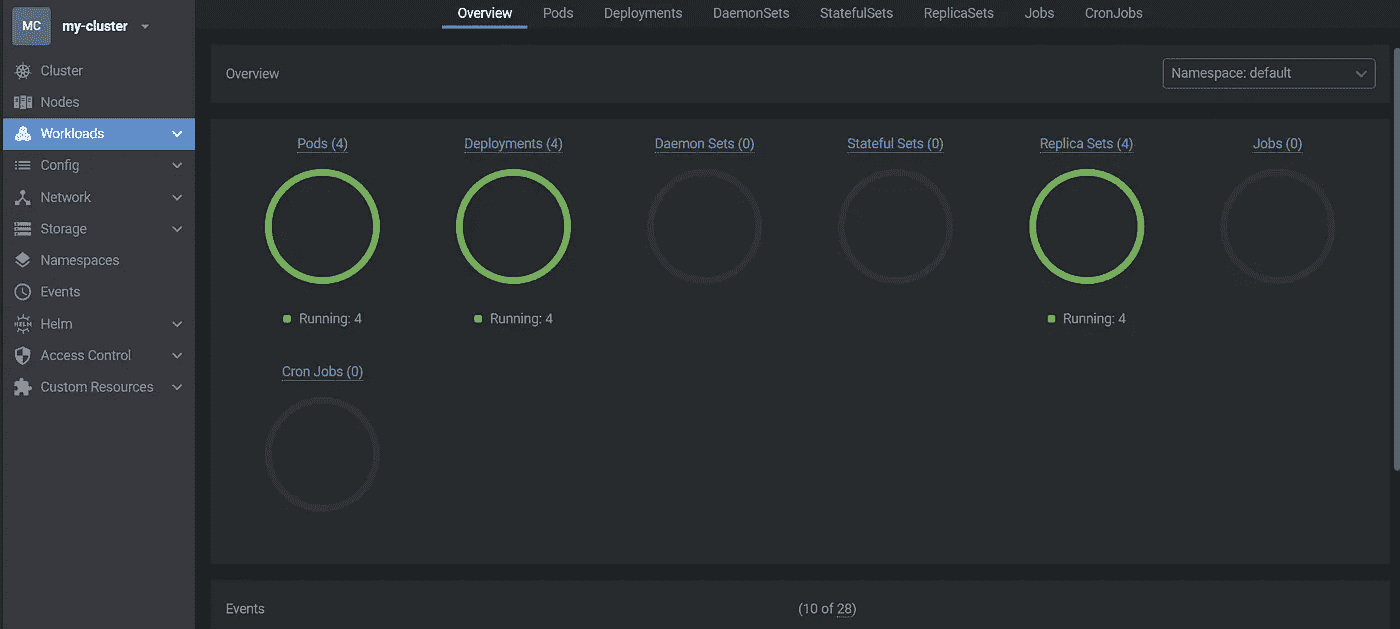 MC my-cluster
Cluster
Nodes
Workloads
Config
Network
Storage
Namespaces
Events
HELM Helm
Access Control
Custom Resources
Overview Pods Deployments DaemonSets StatefulSets ReplicaSets Jobs CronJobs
Overview Namespace: default
Pods (4) Deployments (4) Daemon Sets (0) Stateful Sets (0) Replica Sets (4) Jobs (0)
Running: 4 Running: 4 Running: 4
Cron Jobs (0)
Events (10 of 28)